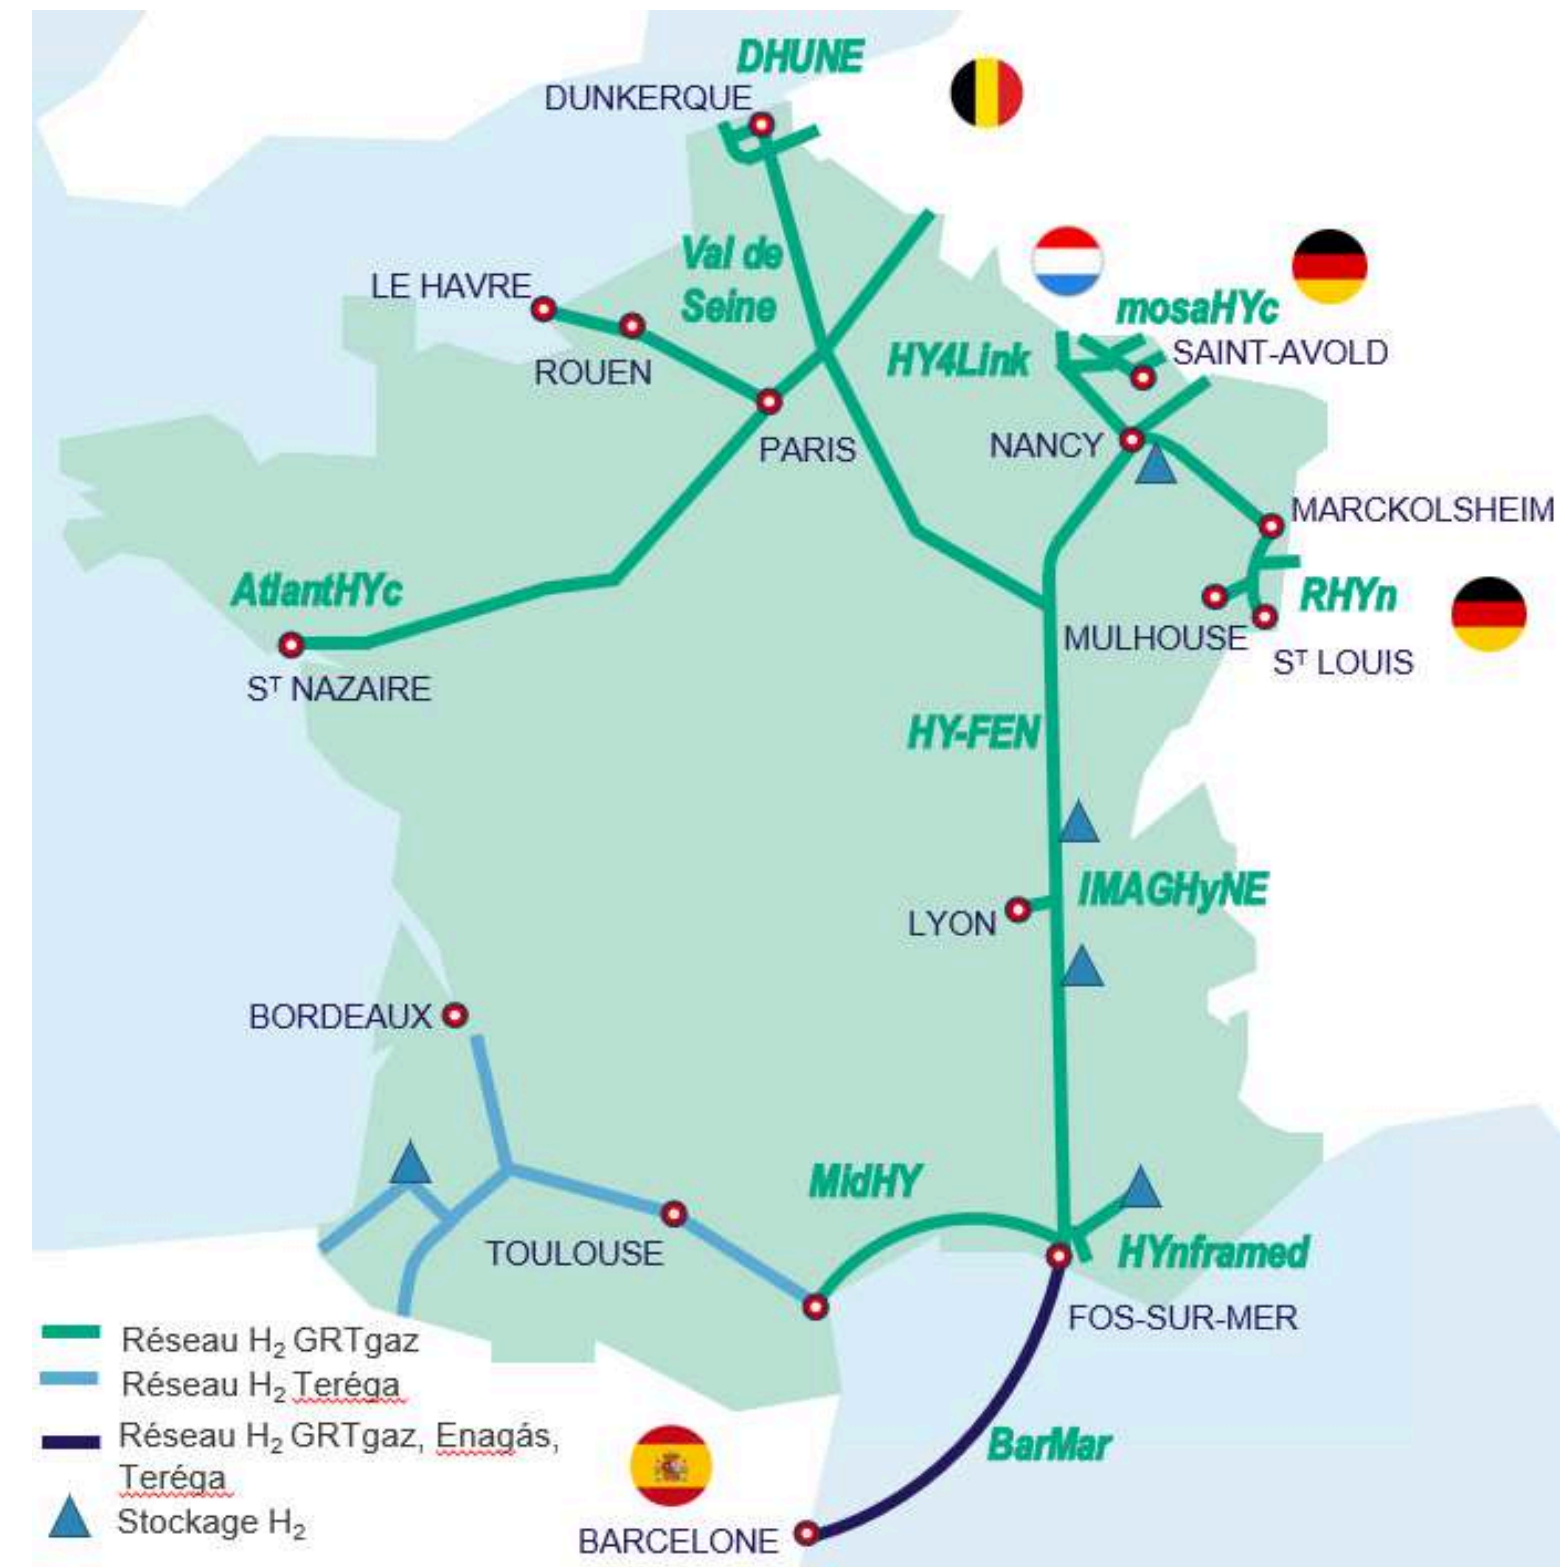 DHUNE
DUNKERQUE
Val de
Seine
LE HAVRE
ROUEN
mosaHYc
SAINT-AVOLD
HY4Link
NANCY
PARIS
MARCKOLSHEIM
AtlantHYc
RHYn
MULHOUSE
Sᵀ LOUIS
Sᵀ NAZAIRE
HY-FEN
IMAGHyNE
LYON
BORDEAUX
MidHY
TOULOUSE
HYnframed
FOS-SUR-MER
Réseau H₂ GRTgaz
Réseau H₂ Teréga
Réseau H₂ GRTgaz, Enagás,
Teréga
BarMar
Stockage H₂
BARCELONE